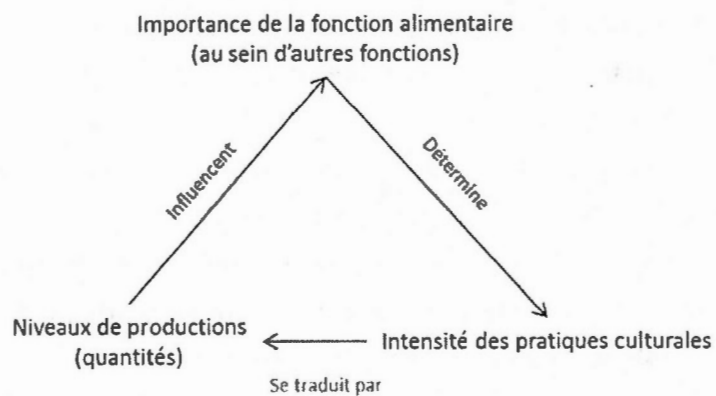 Importance de la fonction alimentaire
(au sein d'autres fonctions)
Influencent
Détermine
Niveaux de productions
(quantités)
Intensité des pratiques culturales
Se traduit par